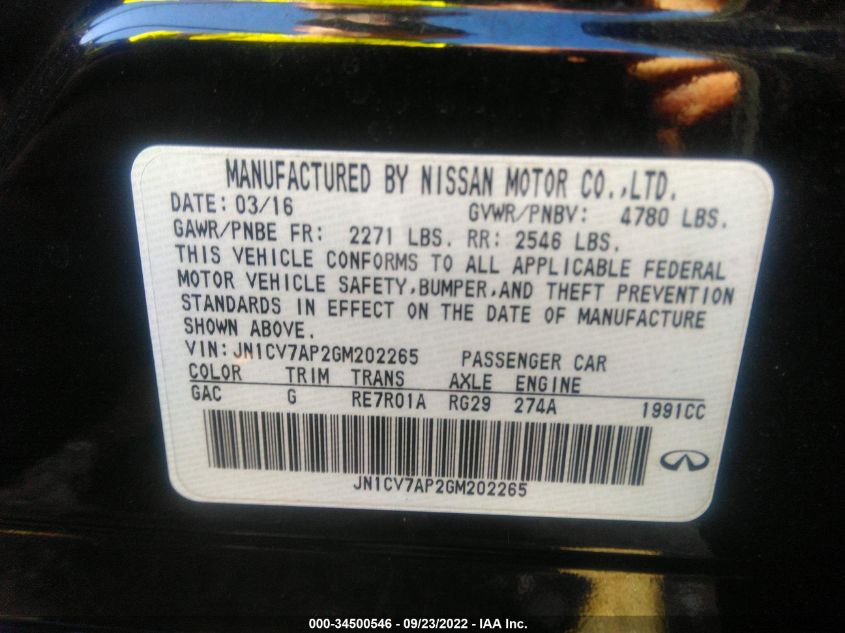 MANUFACTURED BY NISSAN MOTOR CO.,LTD.
DATE: 03/16 GVWR/PNBV: 4780 LBS.
GAWR/PNBE FR: 2271 LBS. RR: 2546 LBS.
THIS VEHICLE CONFORMS TO ALL APPLICABLE FEDERAL
MOTOR VEHICLE SAFETY,BUMPER,AND THEFT PREVENTION
STANDARDS IN EFFECT ON THE DATE OF MANUFACTURE
SHOWN ABOVE.
VIN:JN1CV7AP2GM202265 PASSENGER CAR
COLOR TRIM TRANS AXLE ENGINE
GAC G RE7R01A RG29 274A 1991CC
JN1CV7AP2GM202265
000-34500546 - 09/23/2022 - IAA Inc.